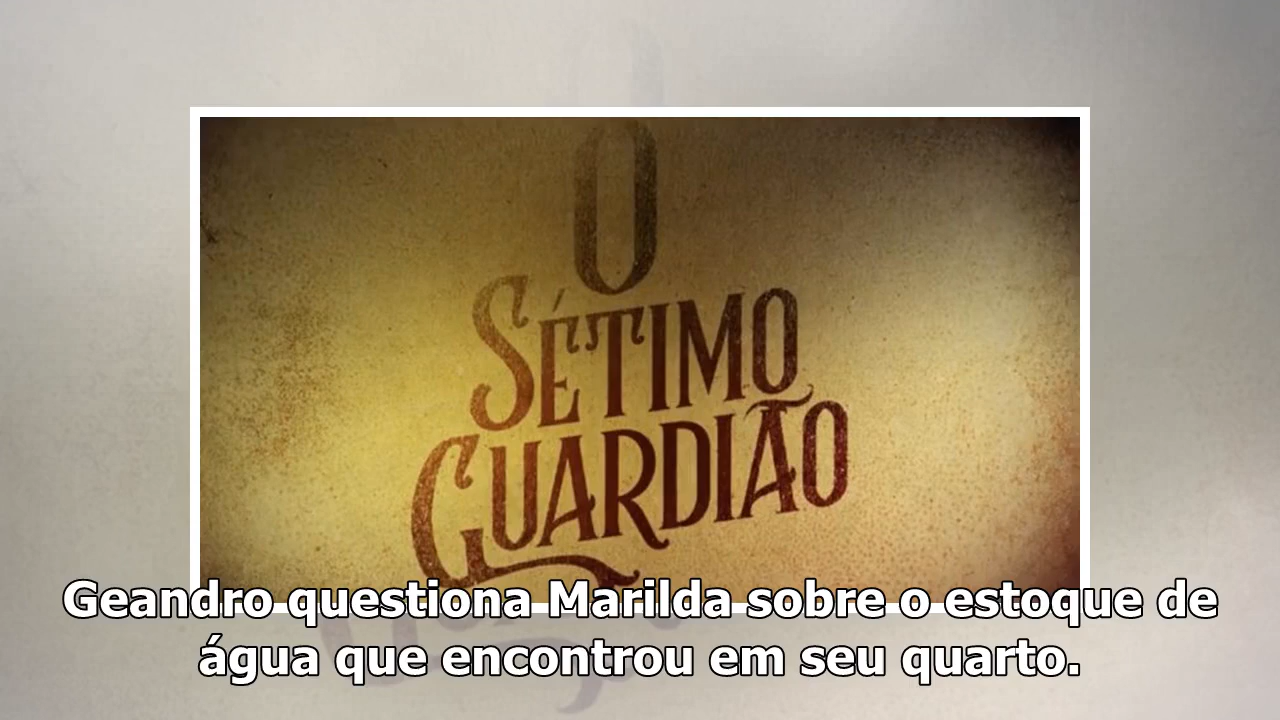 O
SÉTIMO
GUARDIÃO
Geandro questiona Marilda sobre o estoque de
água que encontrou em seu quarto.